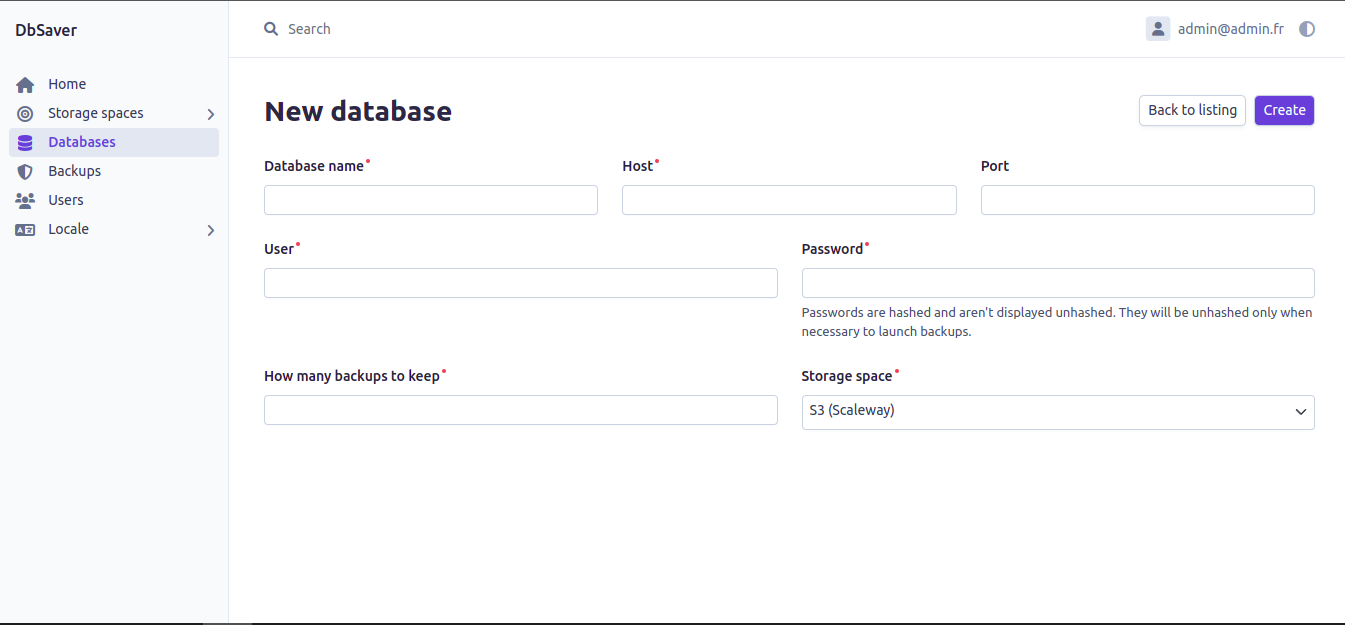 DbSaver
Search
admin@admin.fr
Home
Storage spaces
Databases
Backups
Users
Locale
New database
Back to listing
Create
Database name
Host
Port
User
Password
Passwords are hashed and aren't displayed unhashed. They will be unhashed only when
necessary to launch backups.
How many backups to keep
Storage space
S3 (Scaleway)